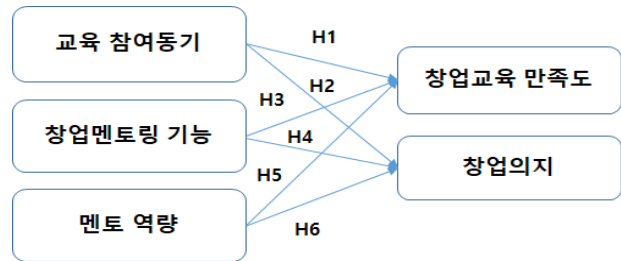 교육 참여동기
H1
창업교육 만족도
H2
H3
창업멘토링 기능
H4
창업의지
H5
멘토 역량
H6